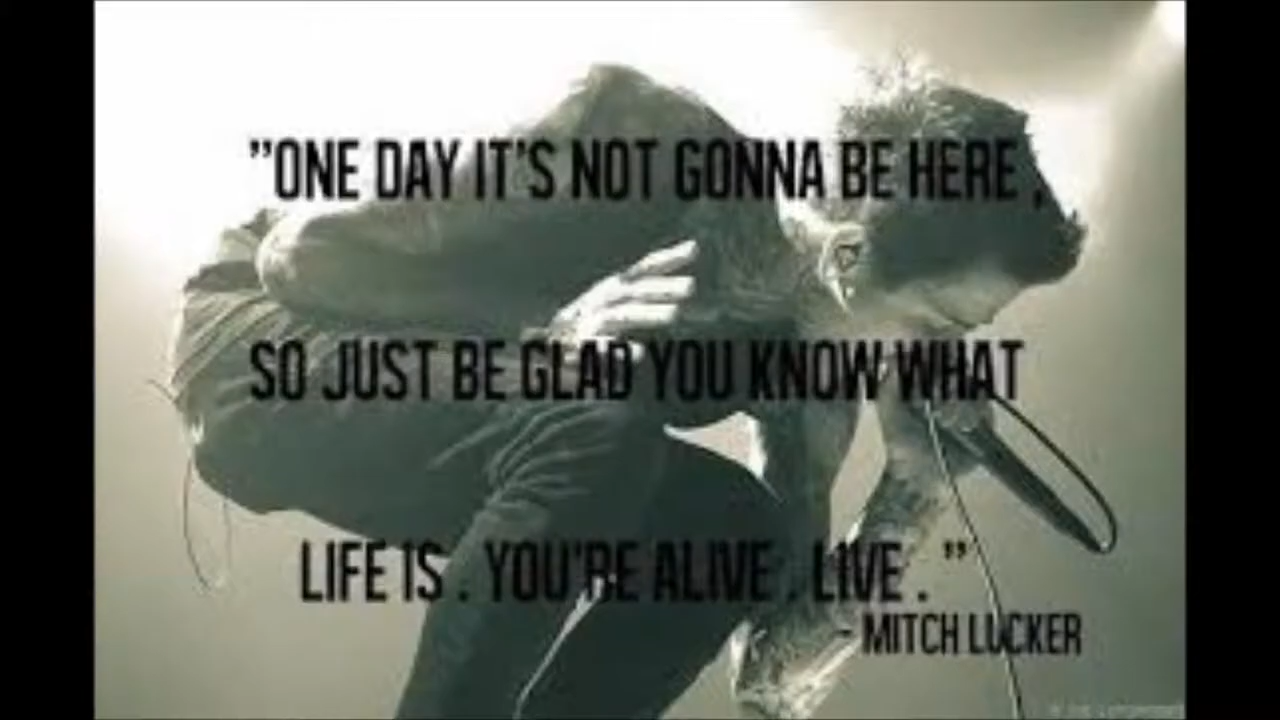 ”ONE DAY IT'S NOT GONNA BE HERE ,
SO JUST BE GLAD YOU KNOW WHAT
LIFE IS . YOU'RE ALIVE . LIVE . ”
- MITCH LUCKER